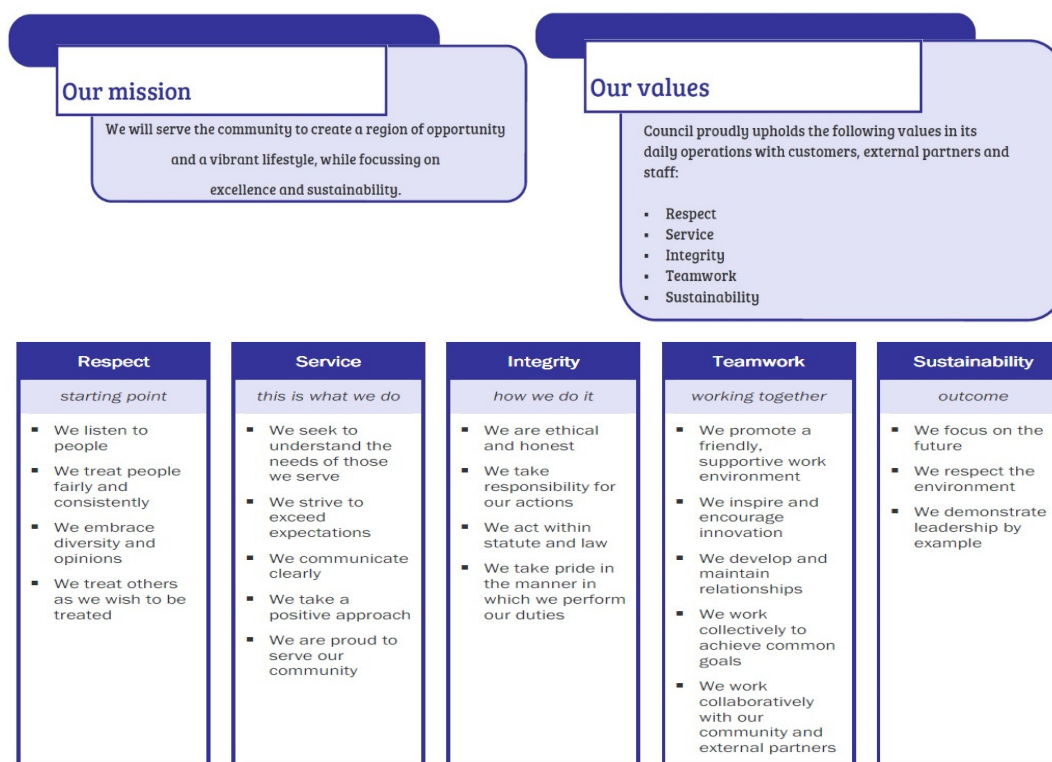 Our mission
We will serve the community to create a region of opportunity
and a vibrant lifestyle, while focussing on
excellence and sustainability.
Our values
Council proudly upholds the following values in its
daily operations with customers, external partners and
staff:
▪ Respect
▪ Service
▪ Integrity
▪ Teamwork
▪ Sustainability
Respect
starting point
▪ We listen to
people
▪ We treat people
fairly and
consistently
▪ We embrace
diversity and
opinions
▪ We treat others
as we wish to be
treated
Service
this is what we do
▪ We seek to
understand the
needs of those
we serve
▪ We strive to
exceed
expectations
▪ We communicate
clearly
▪ We take a
positive approach
▪ We are proud to
serve our
community
Integrity
how we do it
▪ We are ethical
and honest
▪ We take
responsibility for
our actions
▪ We act within
statute and law
▪ We take pride in
the manner in
which we perform
our duties
Teamwork
working together
▪ We promote a
friendly,
supportive work
environment
▪ We inspire and
encourage
innovation
▪ We develop and
maintain
relationships
▪ We work
collectively to
achieve common
goals
▪ We work
collaboratively
with our
community and
external partners
Sustainability
outcome
▪ We focus on the
future
▪ We respect the
environment
▪ We demonstrate
leadership by
example